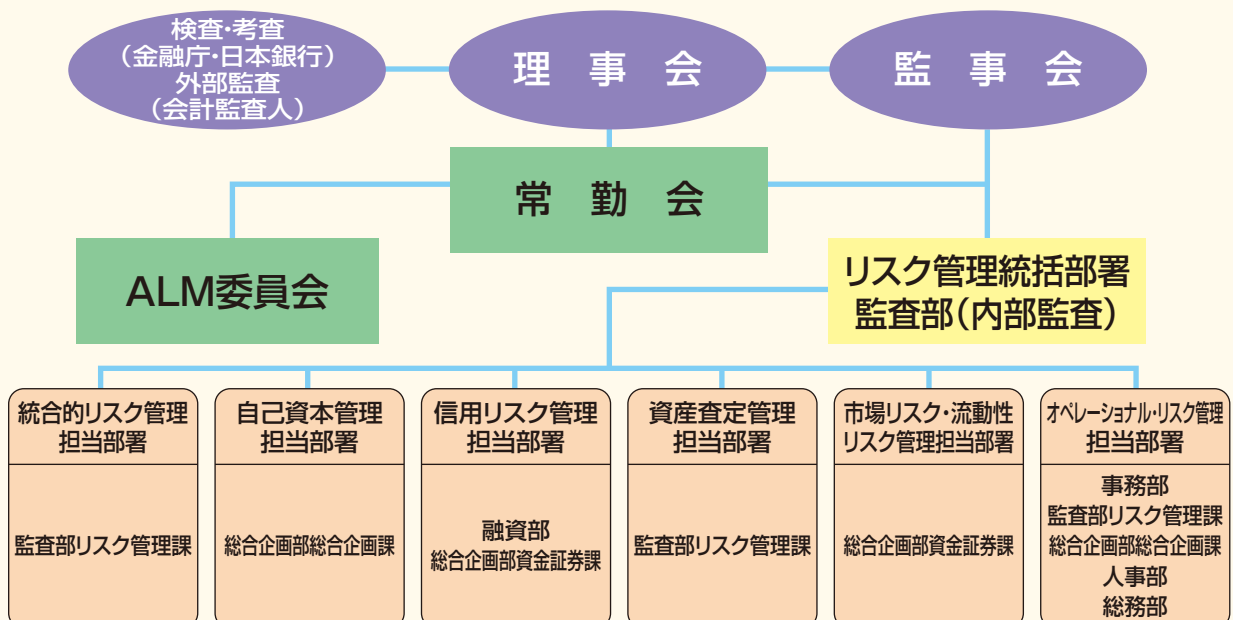 検査・考査
（金融庁・日本銀行）
外部監査
（会計監査人）
理 事 会
監 事 会
常 勤 会
ALM委員会
リスク管理統括部署
監査部（内部監査）
統合的リスク管理
担当部署
監査部リスク管理課
自己資本管理
担当部署
総合企画部総合企画課
信用リスク管理
担当部署
融資部
総合企画部資金証券課
資産査定管理
担当部署
監査部リスク管理課
市場リスク・流動性
リスク管理担当部署
総合企画部資金証券課
オペレーショナル・リスク管理
担当部署
事務部
監査部リスク管理課
総合企画部総合企画課
人事部
総務部